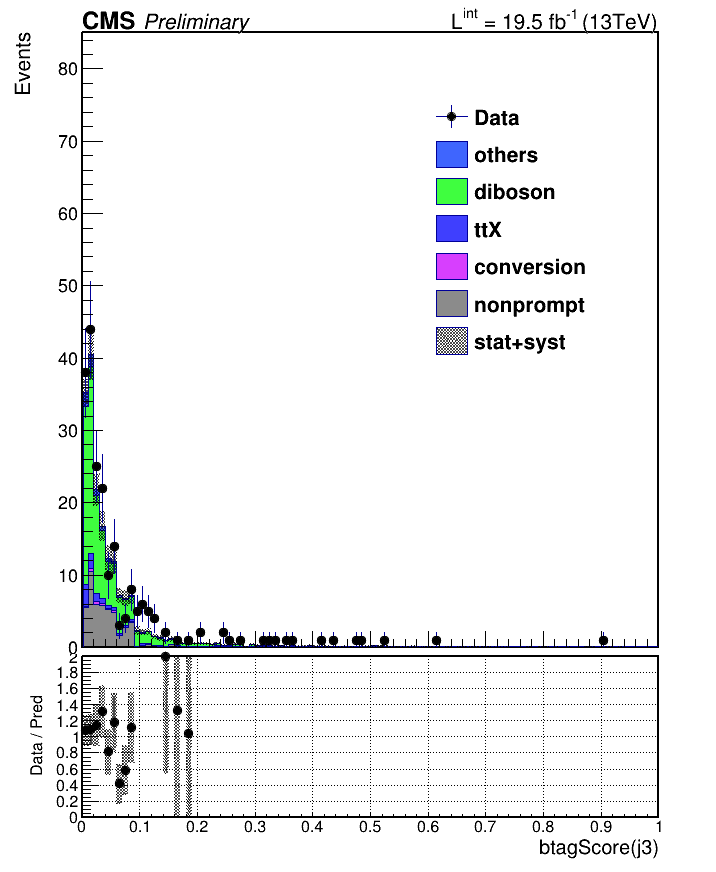 CMS Preliminary L^int = 19.5 fb^-1 (13TeV)
Events
80
70
60
50
40
30
20
10
0
Data
others
diboson
ttX
conversion
nonprompt
stat+syst
Data / Pred
2
1.8
1.6
1.4
1.2
1
0.8
0.6
0.4
0.2
0
0 0.1 0.2 0.3 0.4 0.5 0.6 0.7 0.8 0.9 1
btagScore(j3)